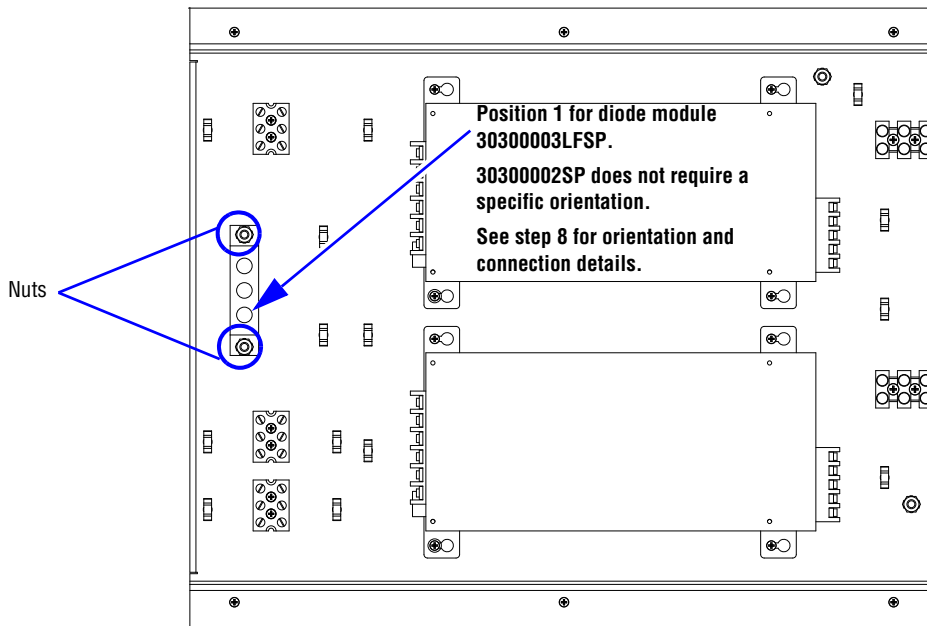 Position 1 for diode module
30300003LFSP.
30300002SP does not require a
specific orientation.
See step 8 for orientation and
connection details.
Nuts